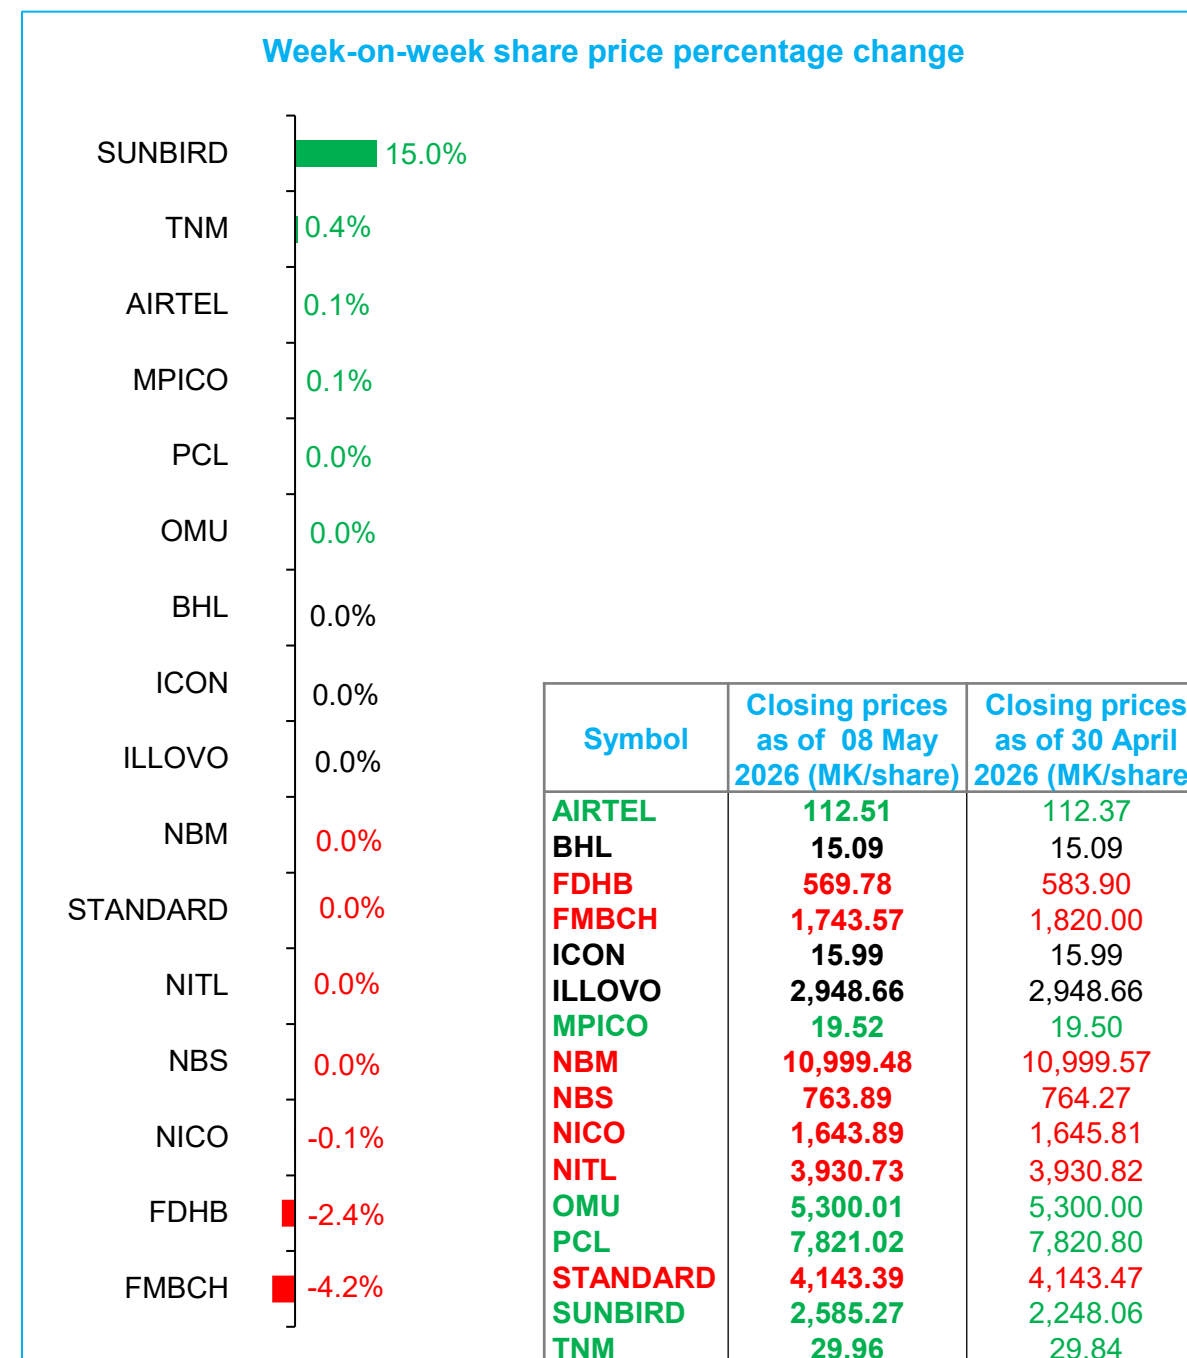 Week-on-week share price percentage change
SUNBIRD 15.0%
TNM 0.4%
AIRTEL 0.1%
MPICO 0.1%
PCL 0.0%
OMU 0.0%
BHL 0.0%
ICON 0.0%
ILLOVO 0.0%
NBM 0.0%
STANDARD 0.0%
NITL 0.0%
NBS 0.0%
NICO -0.1%
FDHB -2.4%
FMBCH -4.2%
Symbol
Closing prices
as of 08 May
2026 (MK/share)
Closing prices
as of 30 April
2026 (MK/share
AIRTEL 112.51 112.37
BHL 15.09 15.09
FDHB 569.78 583.90
FMBCH 1,743.57 1,820.00
ICON 15.99 15.99
ILLOVO 2,948.66 2,948.66
MPICO 19.52 19.50
NBM 10,999.48 10,999.57
NBS 763.89 764.27
NICO 1,643.89 1,645.81
NITL 3,930.73 3,930.82
OMU 5,300.01 5,300.00
PCL 7,821.02 7,820.80
STANDARD 4,143.39 4,143.47
SUNBIRD 2,585.27 2,248.06
TNM 29.96 29.84